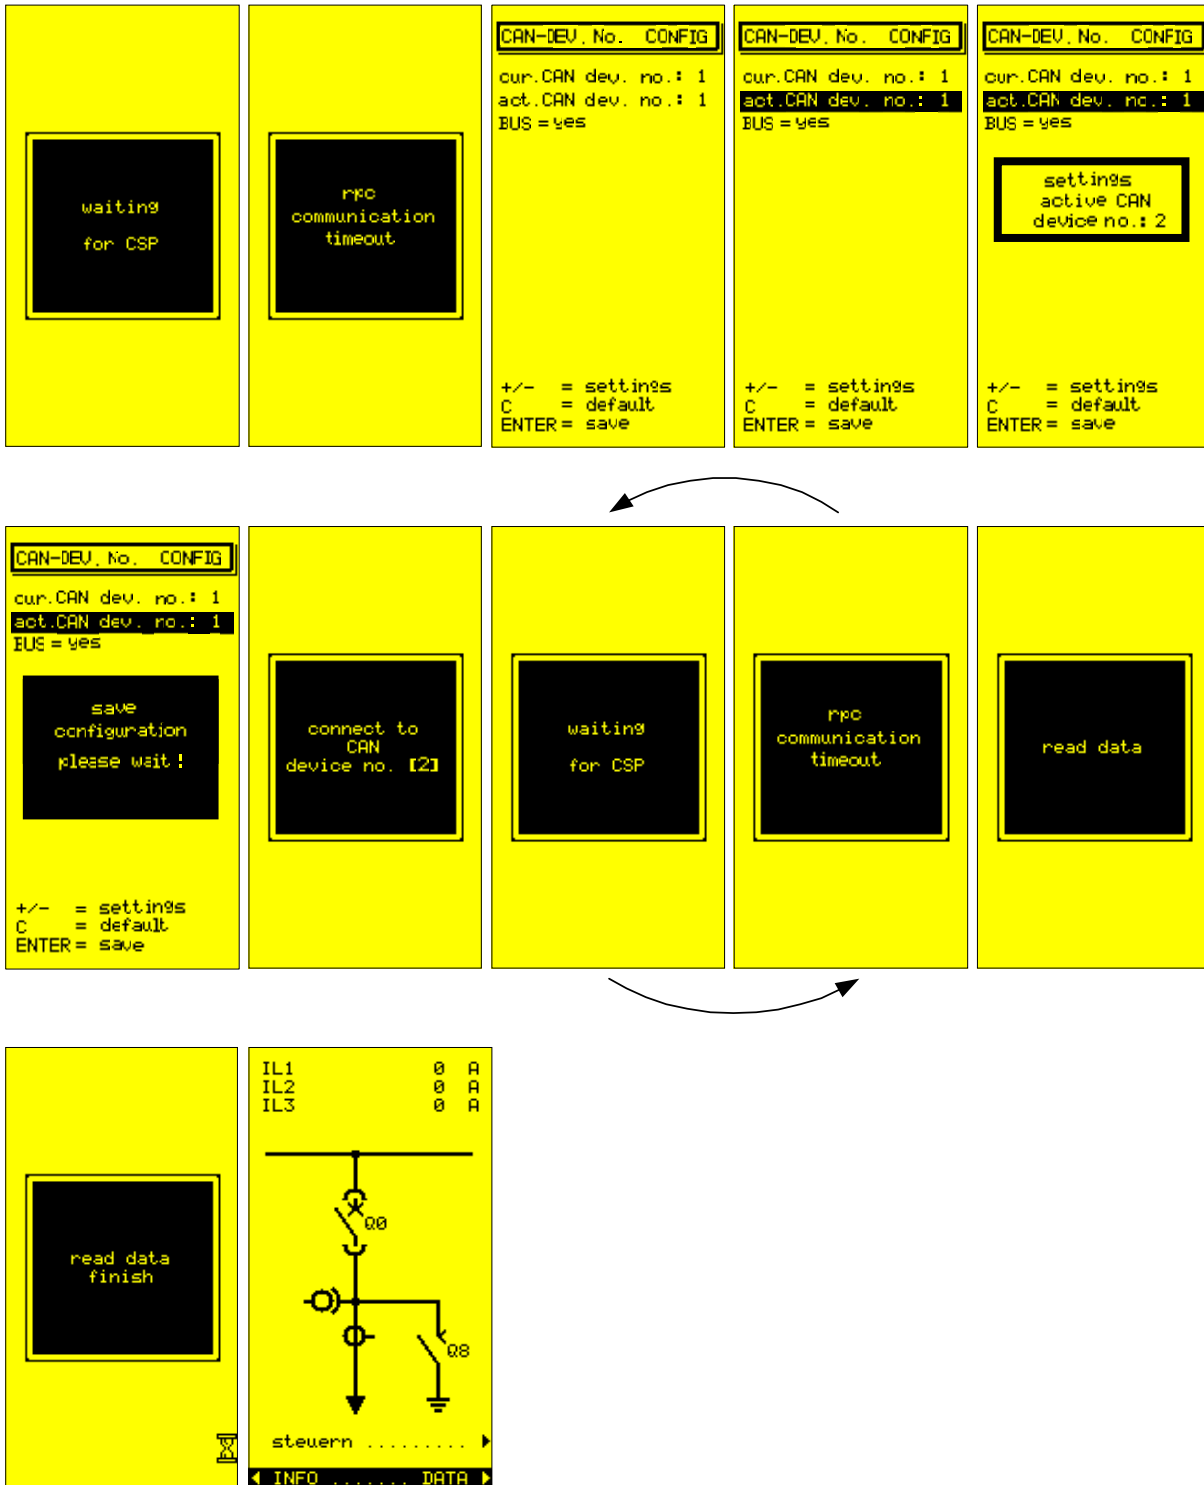 waiting
for CSP
rpc
communication
timeout
CAN-DEV. No. CONFIG
cur.CAN dev. no.: 1
act.CAN dev. no.: 1
BUS = yes
+/- = settings
C = default
ENTER = save
CAN-DEV. No. CONFIG
cur.CAN dev. no.: 1
act.CAN dev. no.: 1
BUS = yes
+/- = settings
C = default
ENTER = save
CAN-DEV. No. CONFIG
cur.CAN dev. no.: 1
act.CAN dev. no.: 1
BUS = yes
settings
active CAN
device no.: 2
+/- = settings
C = default
ENTER = save
CAN-DEV. No. CONFIG
cur.CAN dev. no.: 1
act.CAN dev. no.: 1
BUS = yes
save
configuration
please wait !
+/- = settings
C = default
ENTER = save
connect to
CAN
device no. [2]
waiting
for CSP
rpc
communication
timeout
read data
read data
finish
IL1 0 A
IL2 0 A
IL3 0 A
Q0
Q8
steuern .........
INFO ....... DATA